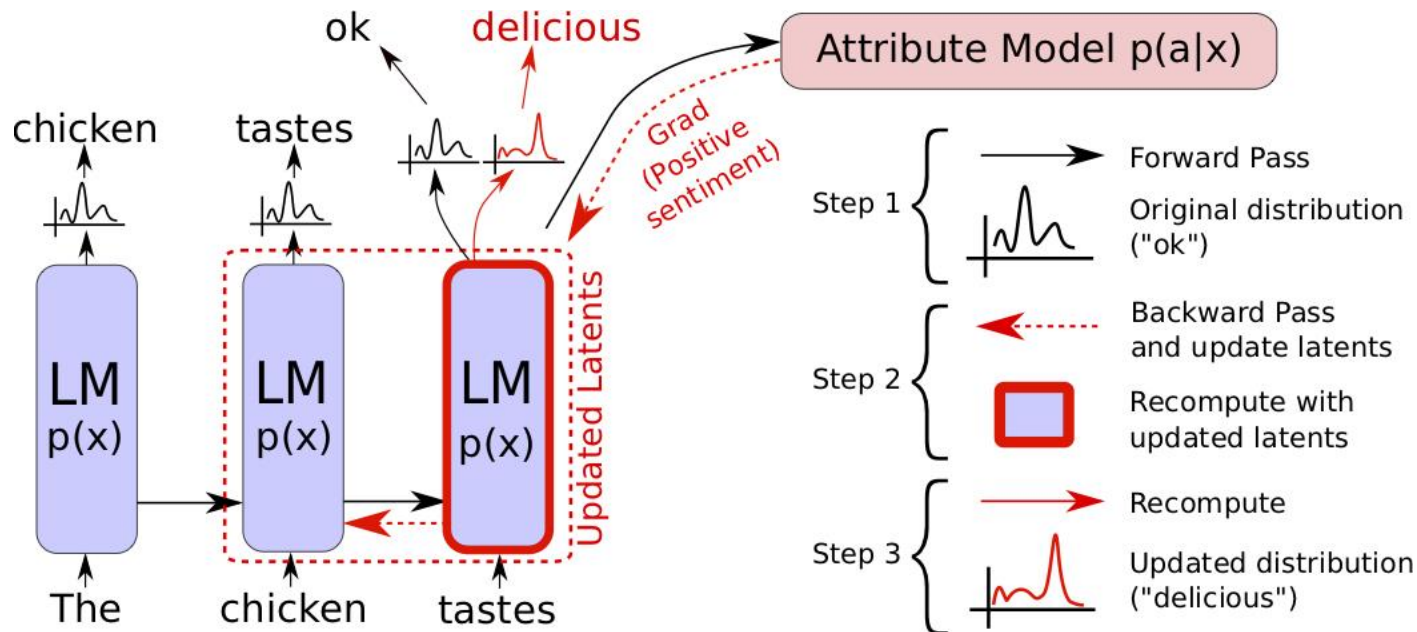 ok
delicious
Attribute Model p(a|x)
chicken
tastes
Grad
(Positive
sentiment)
LM
p(x)
LM
p(x)
LM
p(x)
Updated Latents
The
chicken
tastes
Step 1
Forward Pass
Original distribution
("ok")
Step 2
Backward Pass
and update latents
Recompute with
updated latents
Step 3
Recompute
Updated distribution
("delicious")